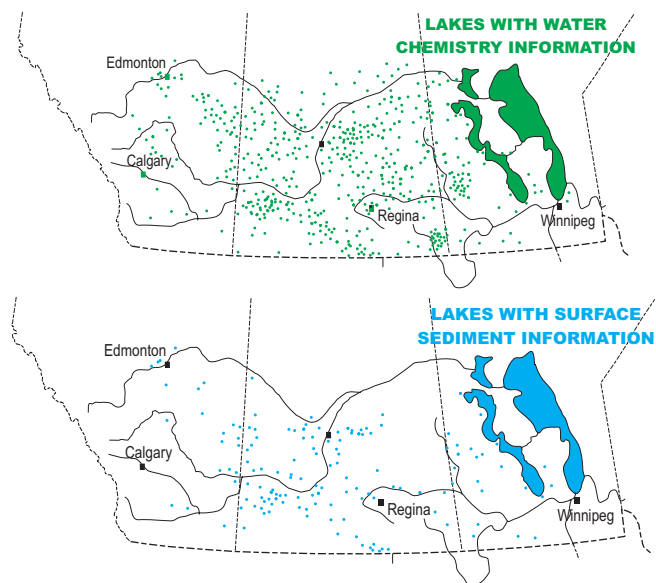 LAKES WITH WATER
CHEMISTRY INFORMATION
Edmonton
Calgary
Regina
Winnipeg
LAKES WITH SURFACE
SEDIMENT INFORMATION
Edmonton
Calgary
Regina
Winnipeg